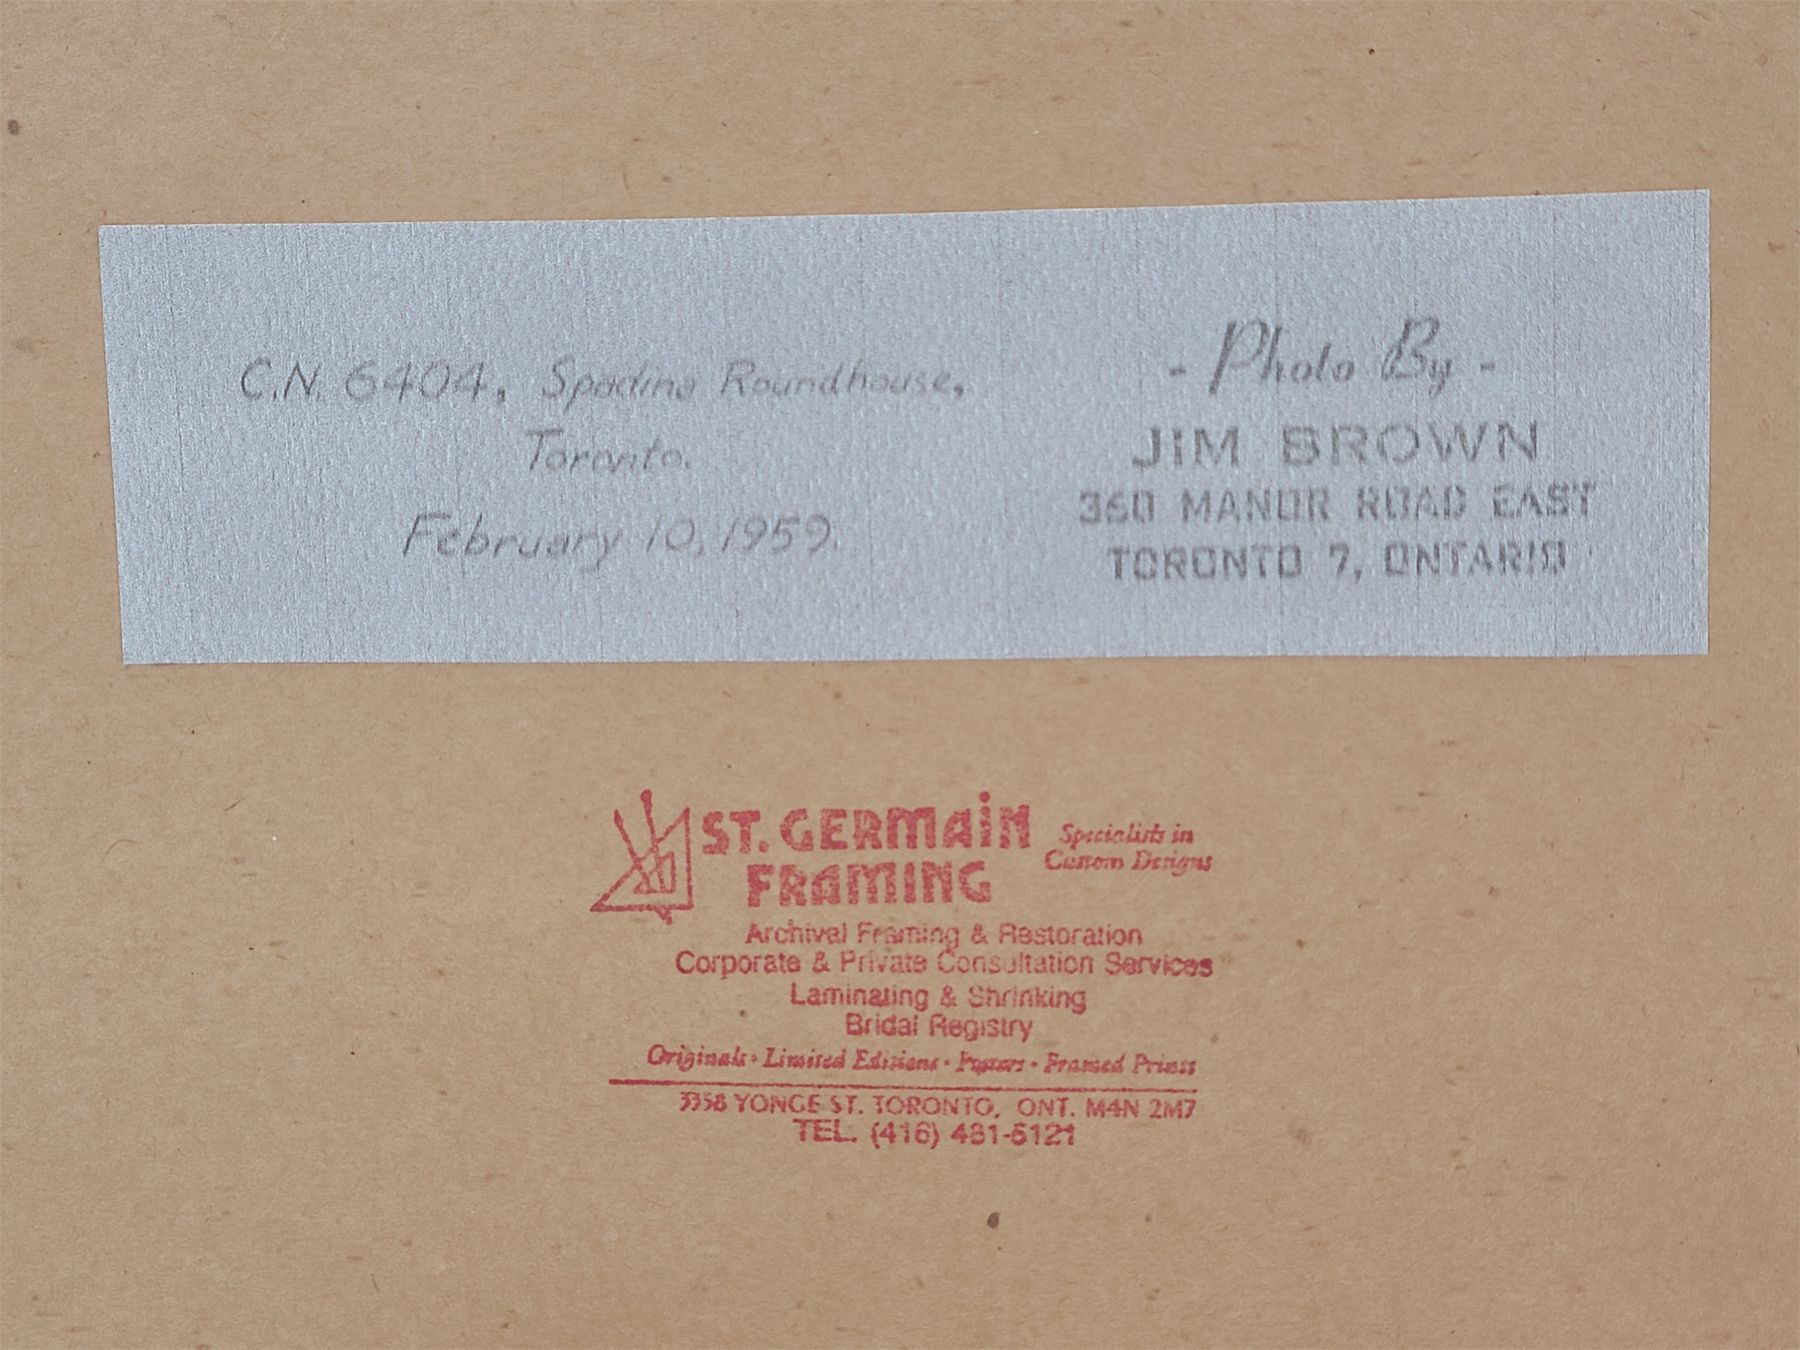 C.N. 6404, Spadina Roundhouse,
Toronto.
February 10, 1959.
- Photo By -
JIM BROWN
360 MANOR ROAD EAST
TORONTO 7, ONTARIO
ST. GERMAIN
FRAMING
Specialists in
Custom Designs
Archival Framing & Restoration
Corporate & Private Consultation Services
Laminating & Shrinking
Bridal Registry
Originals · Limited Editions · Posters · Framed Prints
3358 YONGE ST. TORONTO, ONT. M4N 2M7
TEL. (416) 481-5121